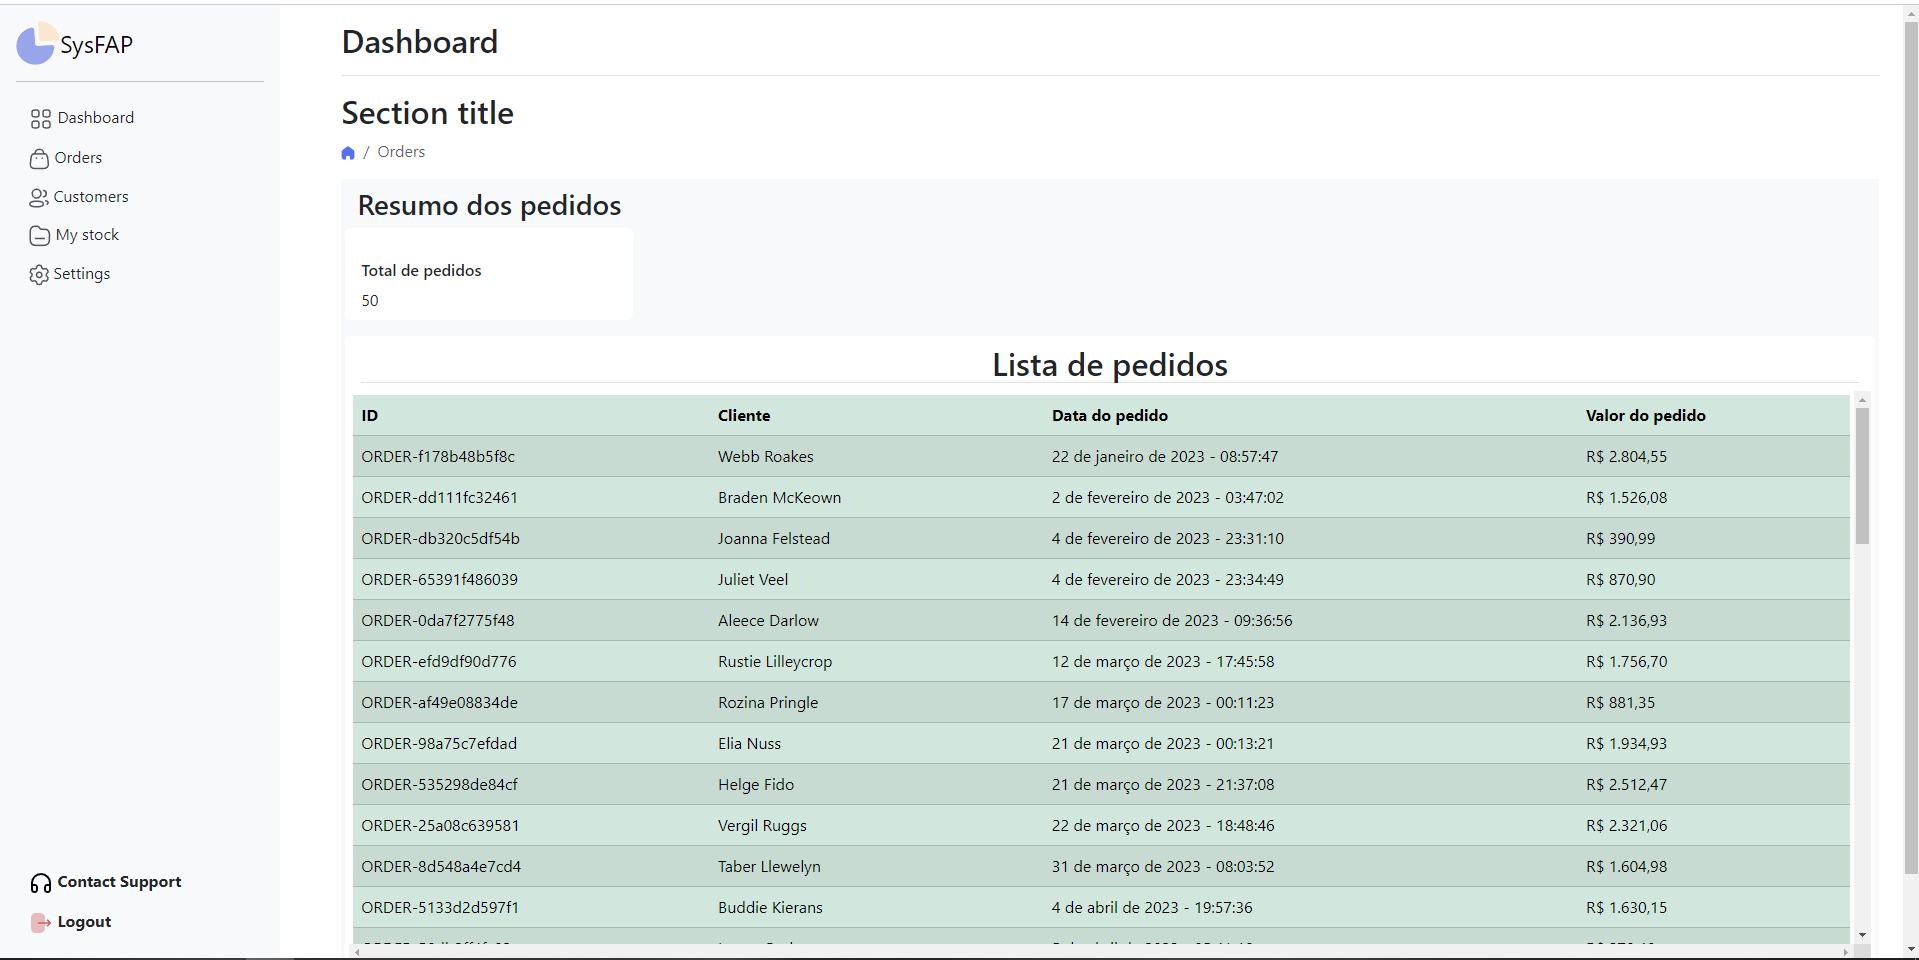 SysFAP
Dashboard
Orders
Customers
My stock
Settings
Contact Support
Logout
Dashboard
Section title
/ Orders
Resumo dos pedidos
Total de pedidos
50
Lista de pedidos
ID Cliente Data do pedido Valor do pedido
ORDER-f178b48b5f8c Webb Roakes 22 de janeiro de 2023 - 08:57:47 R$ 2.804,55
ORDER-dd111fc32461 Braden McKeown 2 de fevereiro de 2023 - 03:47:02 R$ 1.526,08
ORDER-db320c5df54b Joanna Felstead 4 de fevereiro de 2023 - 23:31:10 R$ 390,99
ORDER-65391f486039 Juliet Veel 4 de fevereiro de 2023 - 23:34:49 R$ 870,90
ORDER-0da7f2775f48 Aleece Darlow 14 de fevereiro de 2023 - 09:36:56 R$ 2.136,93
ORDER-efd9df90d776 Rustie Lilleycrop 12 de março de 2023 - 17:45:58 R$ 1.756,70
ORDER-af49e08834de Rozina Pringle 17 de março de 2023 - 00:11:23 R$ 881,35
ORDER-98a75c7efdad Elia Nuss 21 de março de 2023 - 00:13:21 R$ 1.934,93
ORDER-535298de84cf Helge Fido 21 de março de 2023 - 21:37:08 R$ 2.512,47
ORDER-25a08c639581 Vergil Ruggs 22 de março de 2023 - 18:48:46 R$ 2.321,06
ORDER-8d548a4e7cd4 Taber Llewelyn 31 de março de 2023 - 08:03:52 R$ 1.604,98
ORDER-5133d2d597f1 Buddie Kierans 4 de abril de 2023 - 19:57:36 R$ 1.630,15